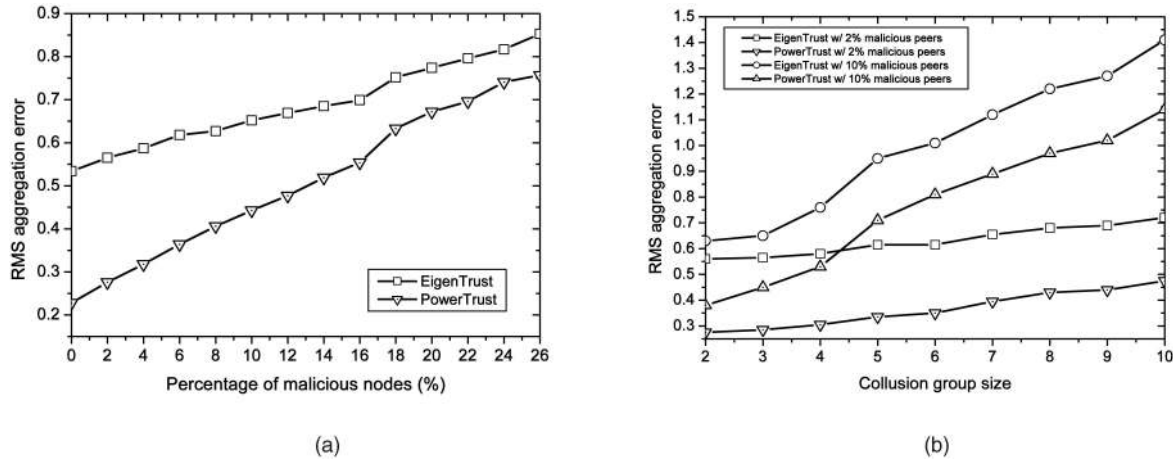 0.9
0.8
0.7
0.6
0.5
0.4
0.3
0.2
RMS aggregation error
EigenTrust
PowerTrust
0 2 4 6 8 10 12 14 16 18 20 22 24 26
Percentage of malicious nodes (%)
(a)
1.5
1.4
1.3
1.2
1.1
1.0
0.9
0.8
0.7
0.6
0.5
0.4
0.3
RMS aggregation error
EigenTrust w/ 2% malicious peers
PowerTrust w/ 2% malicious peers
EigenTrust w/ 10% malicious peers
PowerTrust w/ 10% malicious peers
2 3 4 5 6 7 8 9 10
Collusion group size
(b)